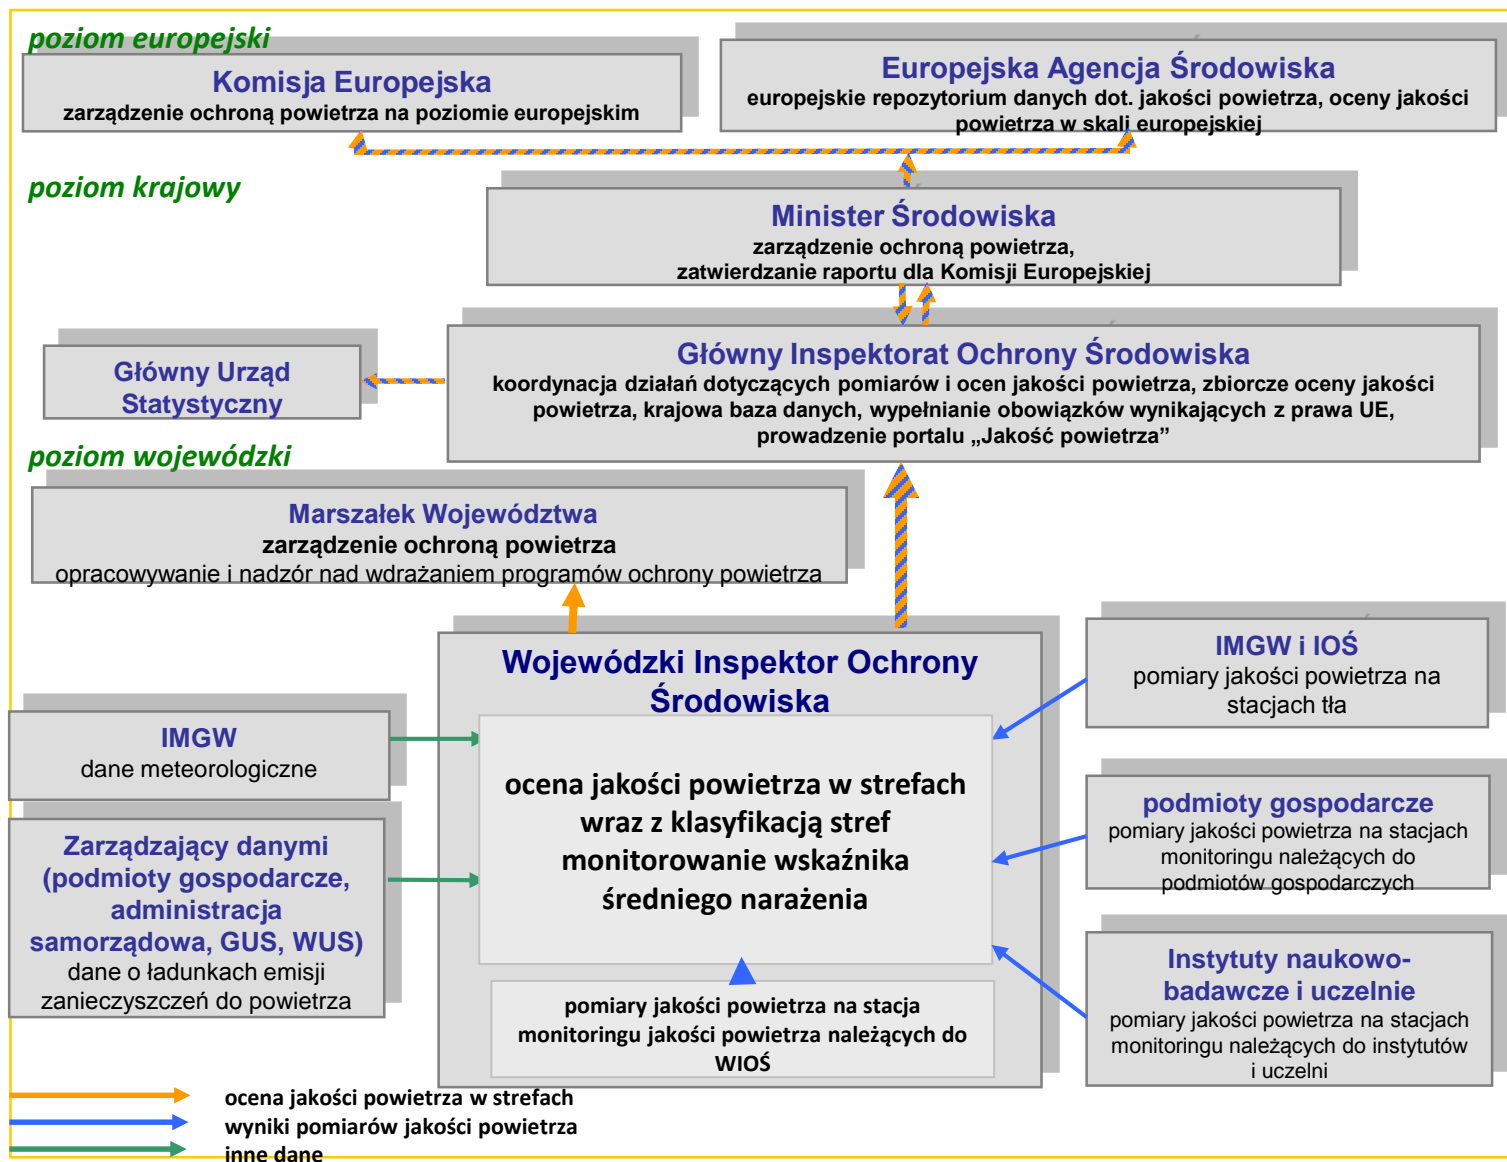 poziom europejski
Komisja Europejska
zarządzenie ochroną powietrza na poziomie europejskim
Europejska Agencja Środowiska
europejskie repozytorium danych dot. jakości powietrza, oceny jakości
powietrza w skali europejskiej
poziom krajowy
Minister Środowiska
zarządzenie ochroną powietrza,
zatwierdzanie raportu dla Komisji Europejskiej
Główny Urząd
Statystyczny
Główny Inspektorat Ochrony Środowiska
koordynacja działań dotyczących pomiarów i ocen jakości powietrza, zbiorcze oceny jakości
powietrza, krajowa baza danych, wypełnianie obowiązków wynikających z prawa UE,
prowadzenie portalu „Jakość powietrza”
poziom wojewódzki
Marszałek Województwa
zarządzenie ochroną powietrza
opracowywanie i nadzór nad wdrażaniem programów ochrony powietrza
Wojewódzki Inspektor Ochrony
Środowiska
ocena jakości powietrza w strefach
wraz z klasyfikacją stref
monitorowanie wskaźnika
średniego narażenia
pomiary jakości powietrza na stacja
monitoringu jakości powietrza należących do
WIOŚ
IMGW
dane meteorologiczne
Zarządzający danymi
(podmioty gospodarcze,
administracja
samorządowa, GUS, WUS)
dane o ładunkach emisji
zanieczyszczeń do powietrza
IMGW i IOŚ
pomiary jakości powietrza na
stacjach tła
podmioty gospodarcze
pomiary jakości powietrza na stacjach
monitoringu należących do
podmiotów gospodarczych
Instytuty naukowo-
badawcze i uczelnie
pomiary jakości powietrza na stacjach
monitoringu należących do instytutów
i uczelni
ocena jakości powietrza w strefach
wyniki pomiarów jakości powietrza
inne dane